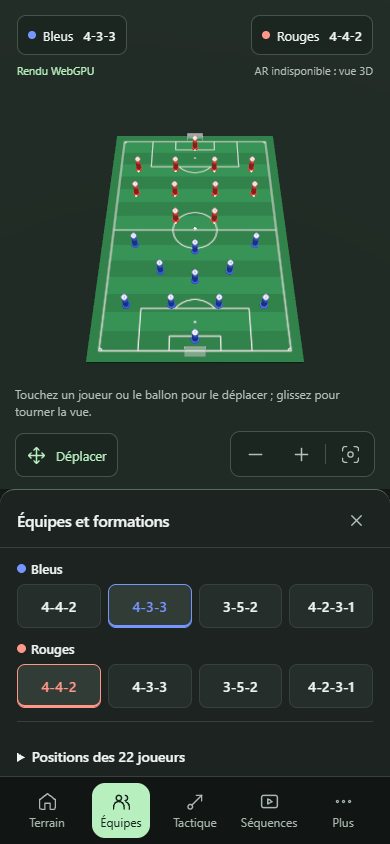 Bleus 4-3-3
Rouges 4-4-2
Rendu WebGPU
AR indisponible : vue 3D
Touchez un joueur ou le ballon pour le déplacer ; glissez pour
tourner la vue.
Déplacer
Équipes et formations
Bleus
4-4-2
4-3-3
3-5-2
4-2-3-1
Rouges
4-4-2
4-3-3
3-5-2
4-2-3-1
Positions des 22 joueurs
Terrain
Équipes
Tactique
Séquences
Plus